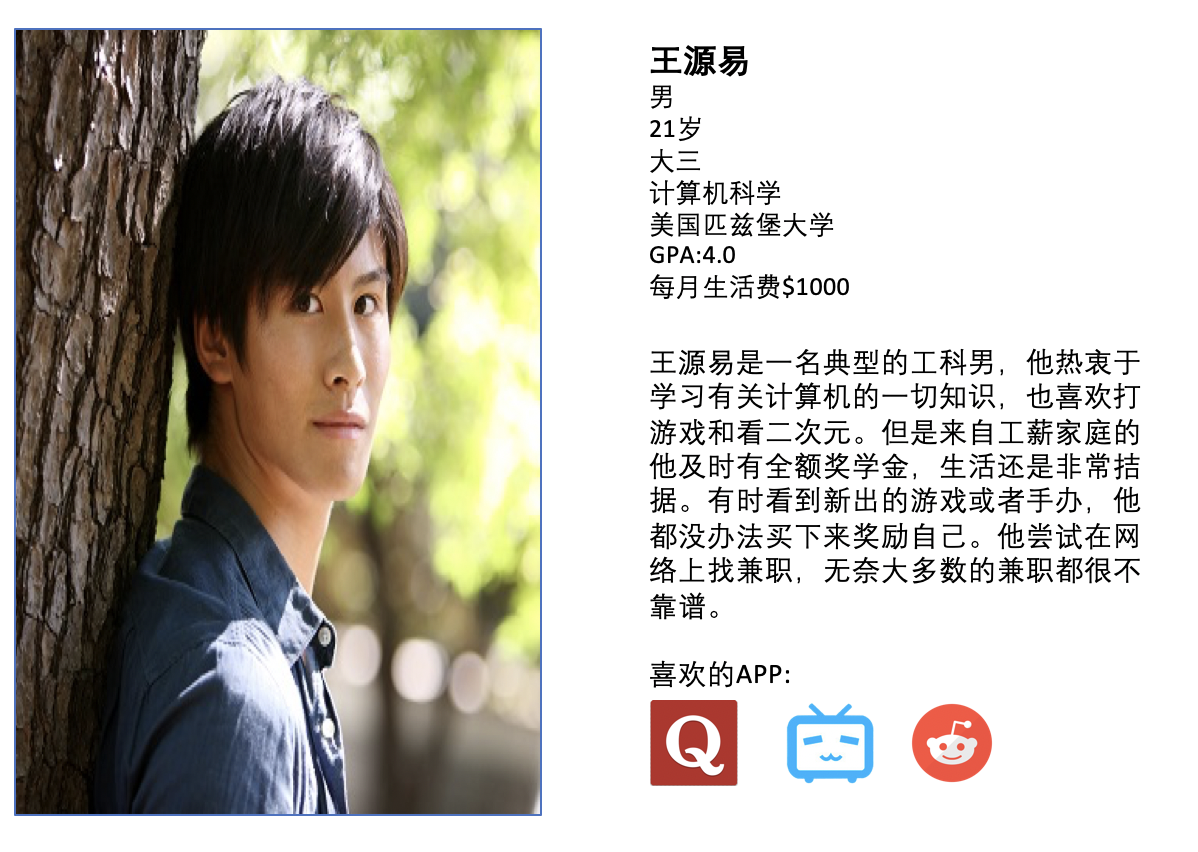 王源易
男
21岁
大三
计算机科学
美国匹兹堡大学
GPA:4.0
每月生活费$1000
王源易是一名典型的工科男，他热衷于
学习有关计算机的一切知识，也喜欢打
游戏和看二次元。但是来自工薪家庭的
他及时有全额奖学金，生活还是非常拮
据。有时看到新出的游戏或者手办，他
都没办法买下来奖励自己。他尝试在网
络上找兼职，无奈大多数的兼职都很不
靠谱。
喜欢的APP:
Q